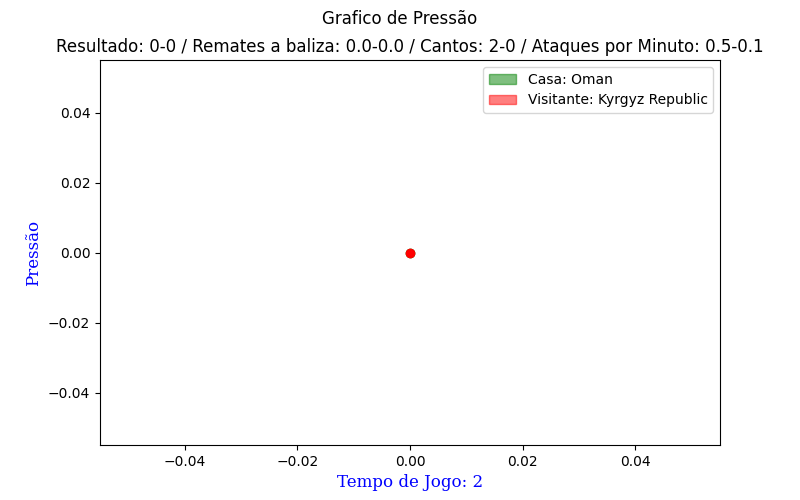 Grafico de Pressão
Resultado: 0-0 / Remates a baliza: 0.0-0.0 / Cantos: 2-0 / Ataques por Minuto: 0.5-0.1
Casa: Oman
Visitante: Kyrgyz Republic
0.04
0.02
0.00
−0.02
−0.04
Pressão
−0.04 −0.02 0.00 0.02 0.04
Tempo de Jogo: 2